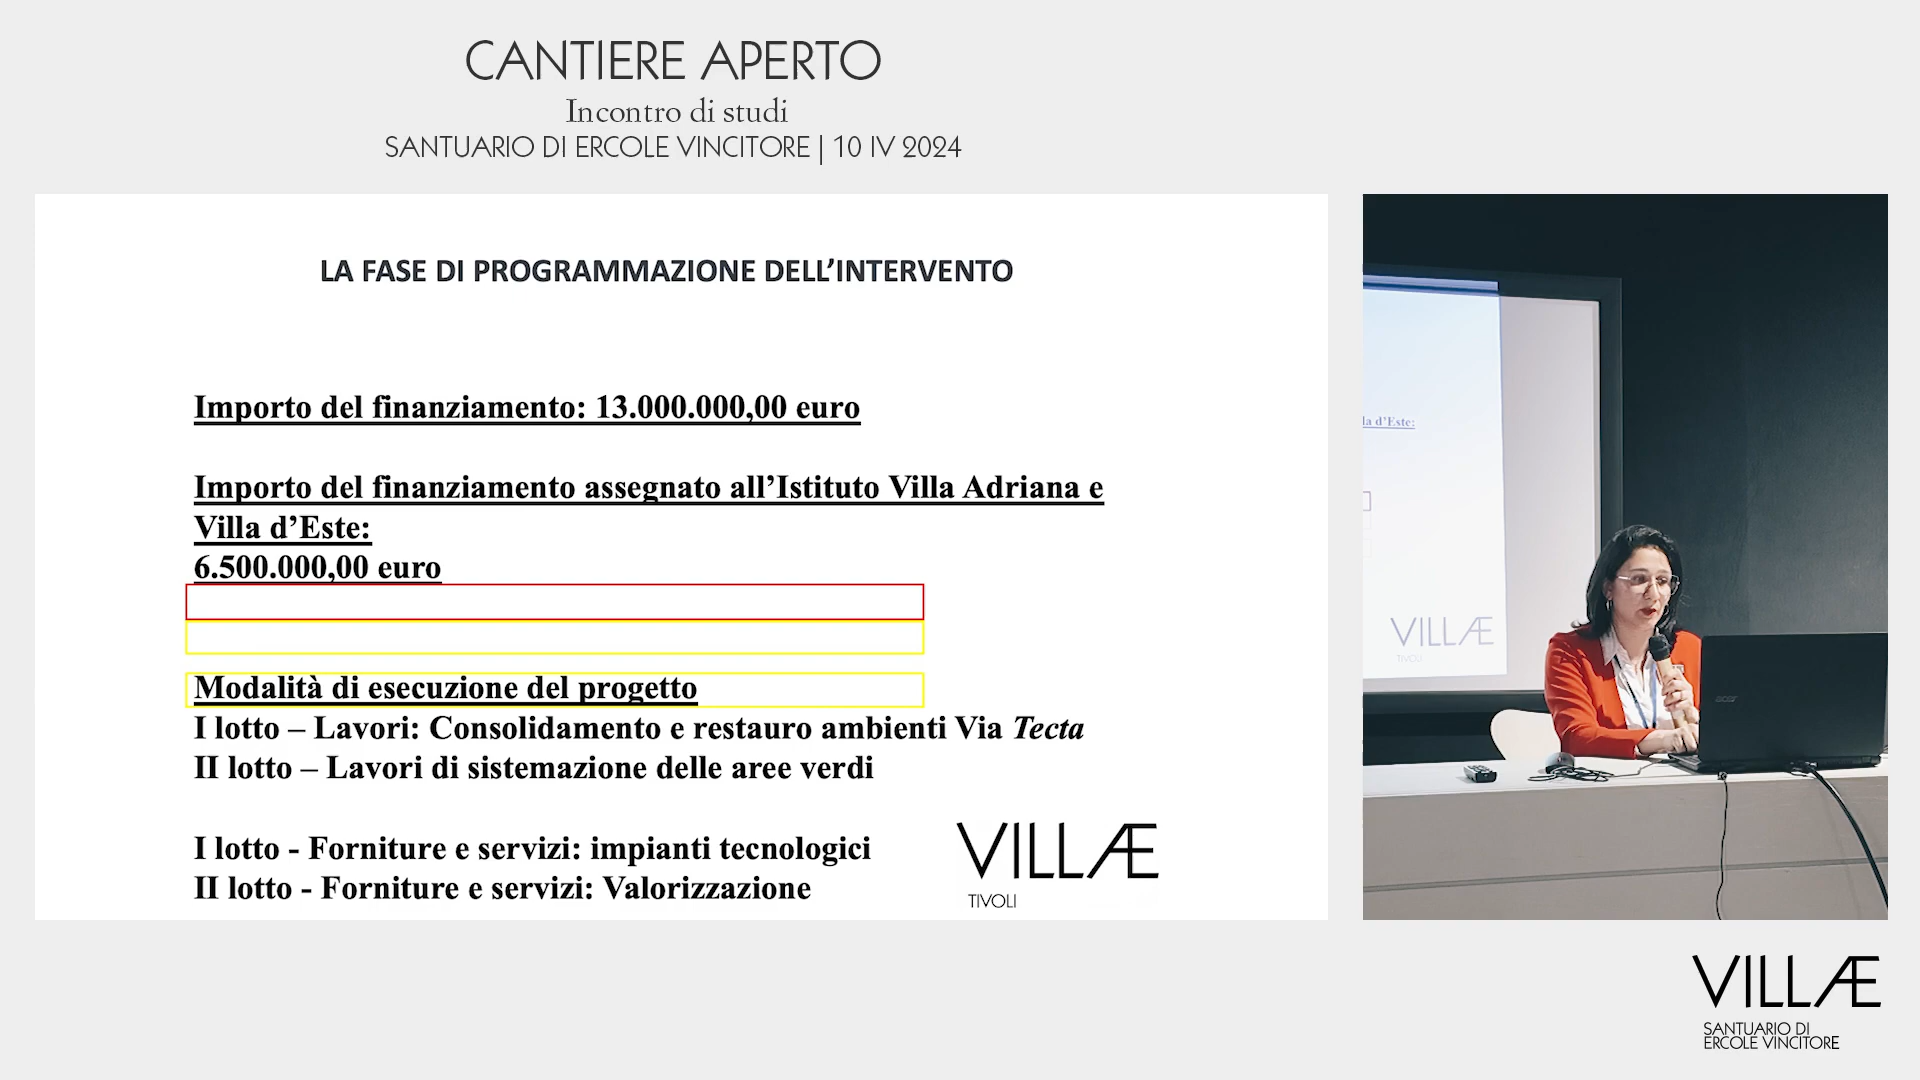 CANTIERE APERTO
Incontro di studi
SANTUARIO DI ERCOLE VINCITORE | 10 IV 2024
LA FASE DI PROGRAMMAZIONE DELL’INTERVENTO
Importo del finanziamento: 13.000.000,00 euro
Importo del finanziamento assegnato all’Istituto Villa Adriana e
Villa d’Este:
6.500.000,00 euro
Modalità di esecuzione del progetto
I lotto – Lavori: Consolidamento e restauro ambienti Via Tecta
II lotto – Lavori di sistemazione delle aree verdi
I lotto - Forniture e servizi: impianti tecnologici
II lotto - Forniture e servizi: Valorizzazione
VILLÆ
TIVOLI
la d’Este:
VILLÆ
TIVOLI
acer
VILLÆ
SANTUARIO DI
ERCOLE VINCITORE